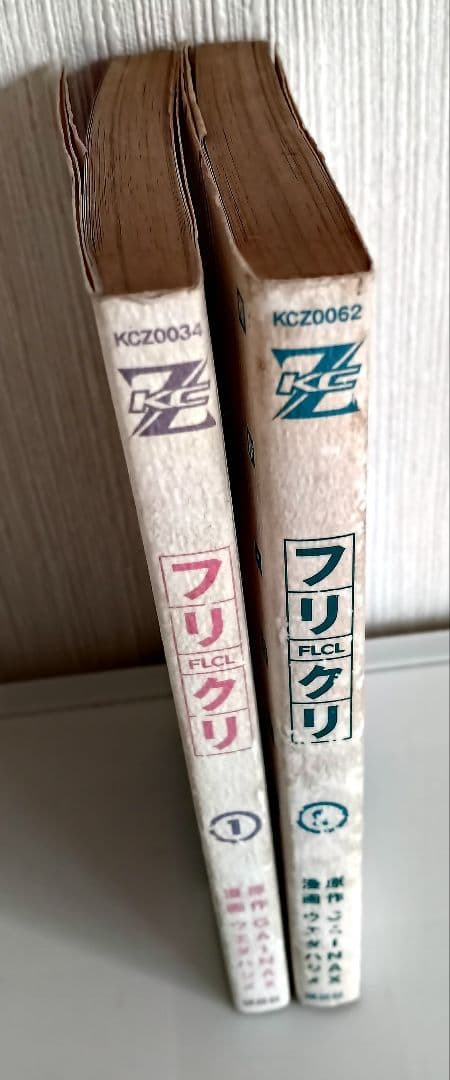 KCZ0034
KC
Z
フリ
FLCL
クリ
1
原作 GAINAX
漫画 ウエダハジメ
KCZ0062
KC
Z
フリ
FLCL
クリ
原作
漫画 ウエダハジメ